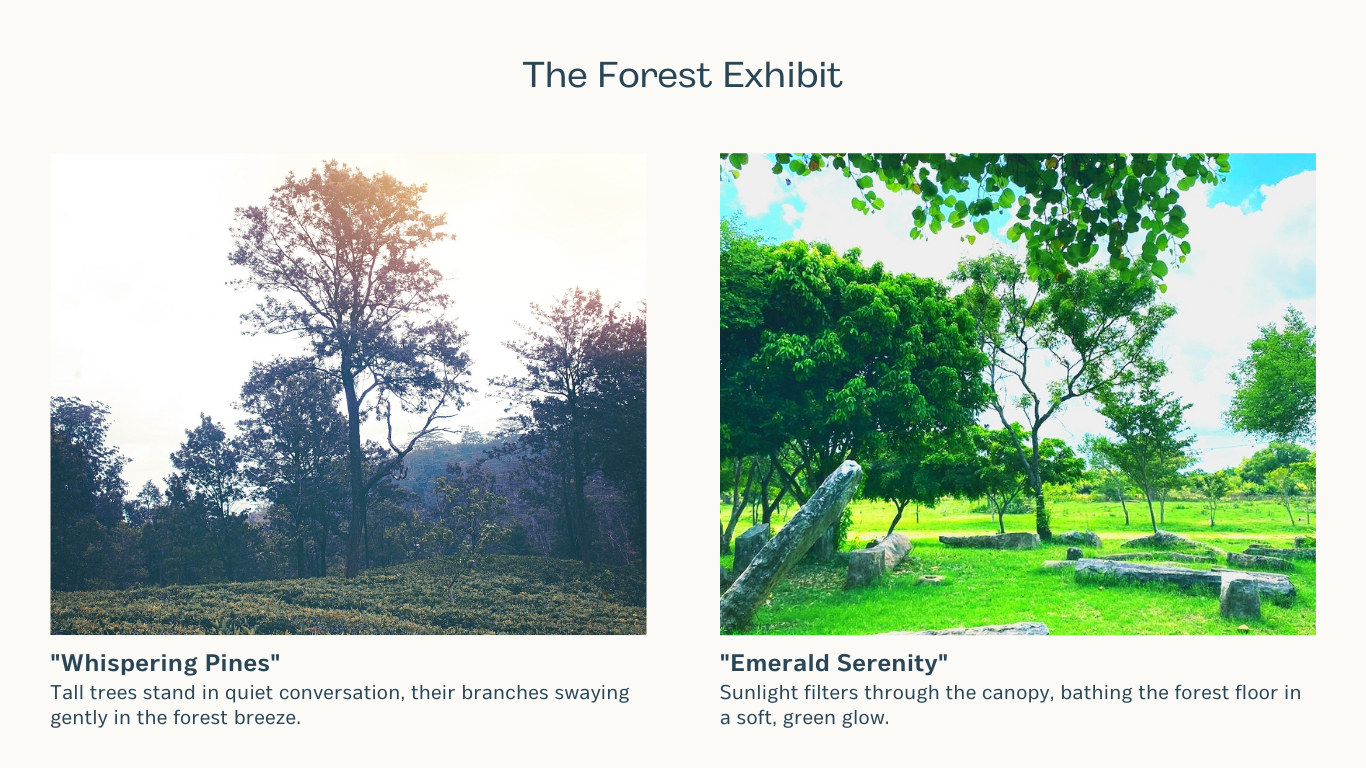 The Forest Exhibit
"Whispering Pines"
Tall trees stand in quiet conversation, their branches swaying
gently in the forest breeze.
"Emerald Serenity"
Sunlight filters through the canopy, bathing the forest floor in
a soft, green glow.